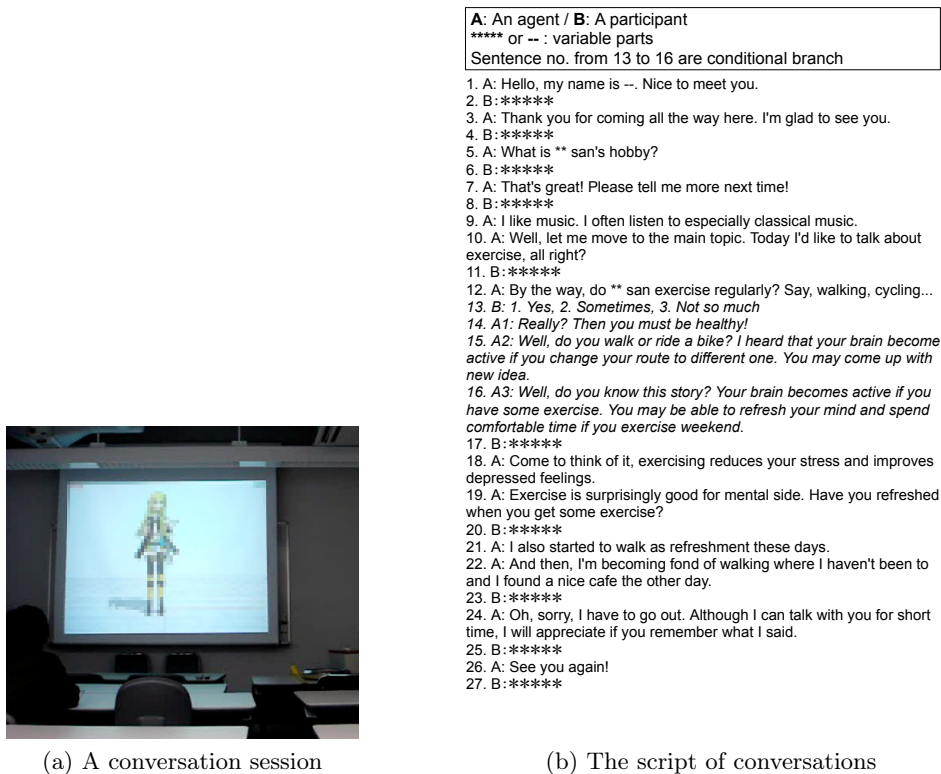 A: An agent / B: A participant
***** or -- : variable parts
Sentence no. from 13 to 16 are conditional branch
1. A: Hello, my name is --. Nice to meet you.
2. B:*****
3. A: Thank you for coming all the way here. I'm glad to see you.
4. B:*****
5. A: What is ** san's hobby?
6. B:*****
7. A: That's great! Please tell me more next time!
8. B:*****
9. A: I like music. I often listen to especially classical music.
10. A: Well, let me move to the main topic. Today I'd like to talk about
exercise, all right?
11. B:*****
12. A: By the way, do ** san exercise regularly? Say, walking, cycling...
13. B: 1. Yes, 2. Sometimes, 3. Not so much
14. A1: Really? Then you must be healthy!
15. A2: Well, do you walk or ride a bike? I heard that your brain become
active if you change your route to different one. You may come up with
new idea.
16. A3: Well, do you know this story? Your brain becomes active if you
have some exercise. You may be able to refresh your mind and spend
comfortable time if you exercise weekend.
17. B:*****
18. A: Come to think of it, exercising reduces your stress and improves
depressed feelings.
19. A: Exercise is surprisingly good for mental side. Have you refreshed
when you get some exercise?
20. B:*****
21. A: I also started to walk as refreshment these days.
22. A: And then, I'm becoming fond of walking where I haven't been to
and I found a nice cafe the other day.
23. B:*****
24. A: Oh, sorry, I have to go out. Although I can talk with you for short
time, I will appreciate if you remember what I said.
25. B:*****
26. A: See you again!
27. B:*****
(a) A conversation session
(b) The script of conversations